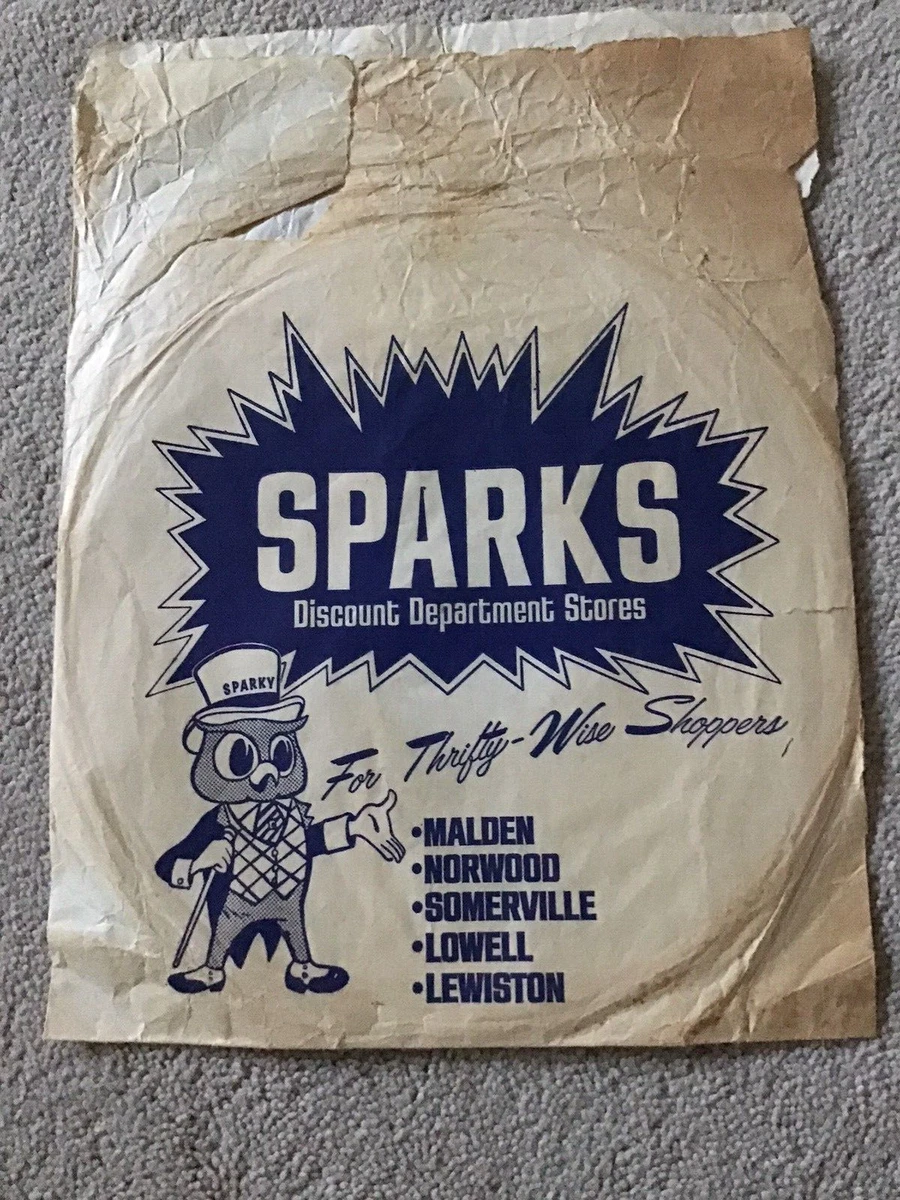 SPARKS
Discount Department Stores
SPARKY
For Thrifty-Wise Shoppers
•MALDEN
•NORWOOD
•SOMERVILLE
•LOWELL
•LEWISTON